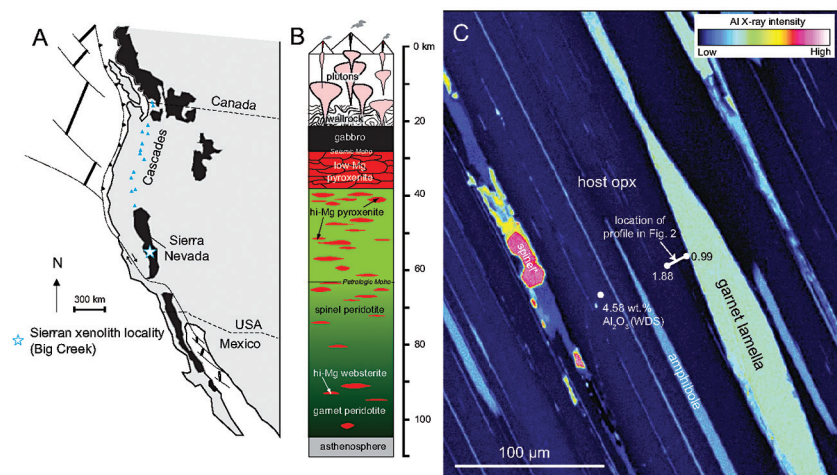 A
Canada
Cascades
Sierra
Nevada
N
300 km
USA
Mexico
Sierran xenolith locality
(Big Creek)
B
0 km
plutons
wallrock
20
gabbro
Seismic Moho
low-Mg
pyroxenite
40
hi-Mg pyroxenite
60
Petrologic Moho
spinel peridotite
80
hi-Mg websterite
garnet peridotite
100
asthenosphere
C
Al X-ray intensity
Low
High
host opx
location of
profile in Fig. 2
0.99
1.88
spinel
4.58 wt.%
Al2O3 (WDS)
garnet lamella
amphibole
100 µm